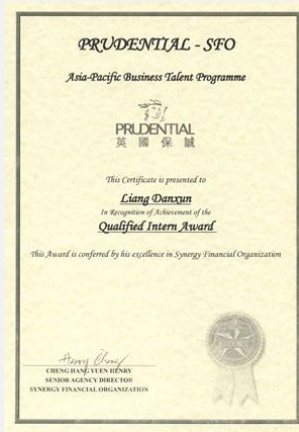 PRUDENTIAL - SFO
Asia-Pacific Business Talent Programme
PRUDENTIAL
英國保誠
This Certificate is presented to
Liang Danxun
In Recognition of Achievement of the
Qualified Intern Award
This Award is conferred by his excellence in Synergy Financial Organization
Henry Cheng
CHENG HANG YUEN HENRY
SENIOR AGENCY DIRECTOR
SYNERGY FINANCIAL ORGANIZATION